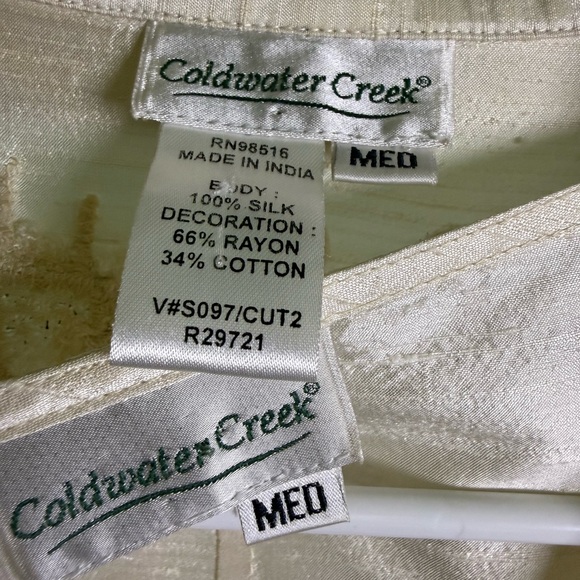 Coldwater Creek®
MED
RN98516
MADE IN INDIA
BODY :
100% SILK
DECORATION :
66% RAYON
34% COTTON
V#S097/CUT2
R29721
Coldwater Creek®
MED